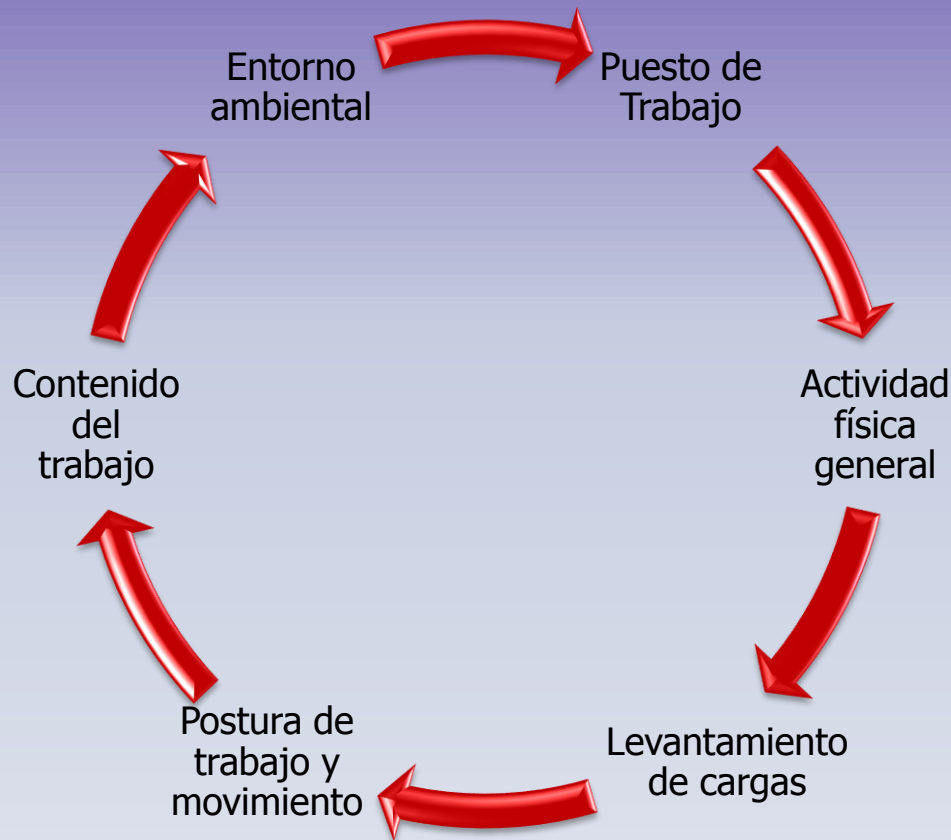 Entorno
ambiental
Puesto de
Trabajo
Actividad
física
general
Levantamiento
de cargas
Postura de
trabajo y
movimiento
Contenido
del
trabajo